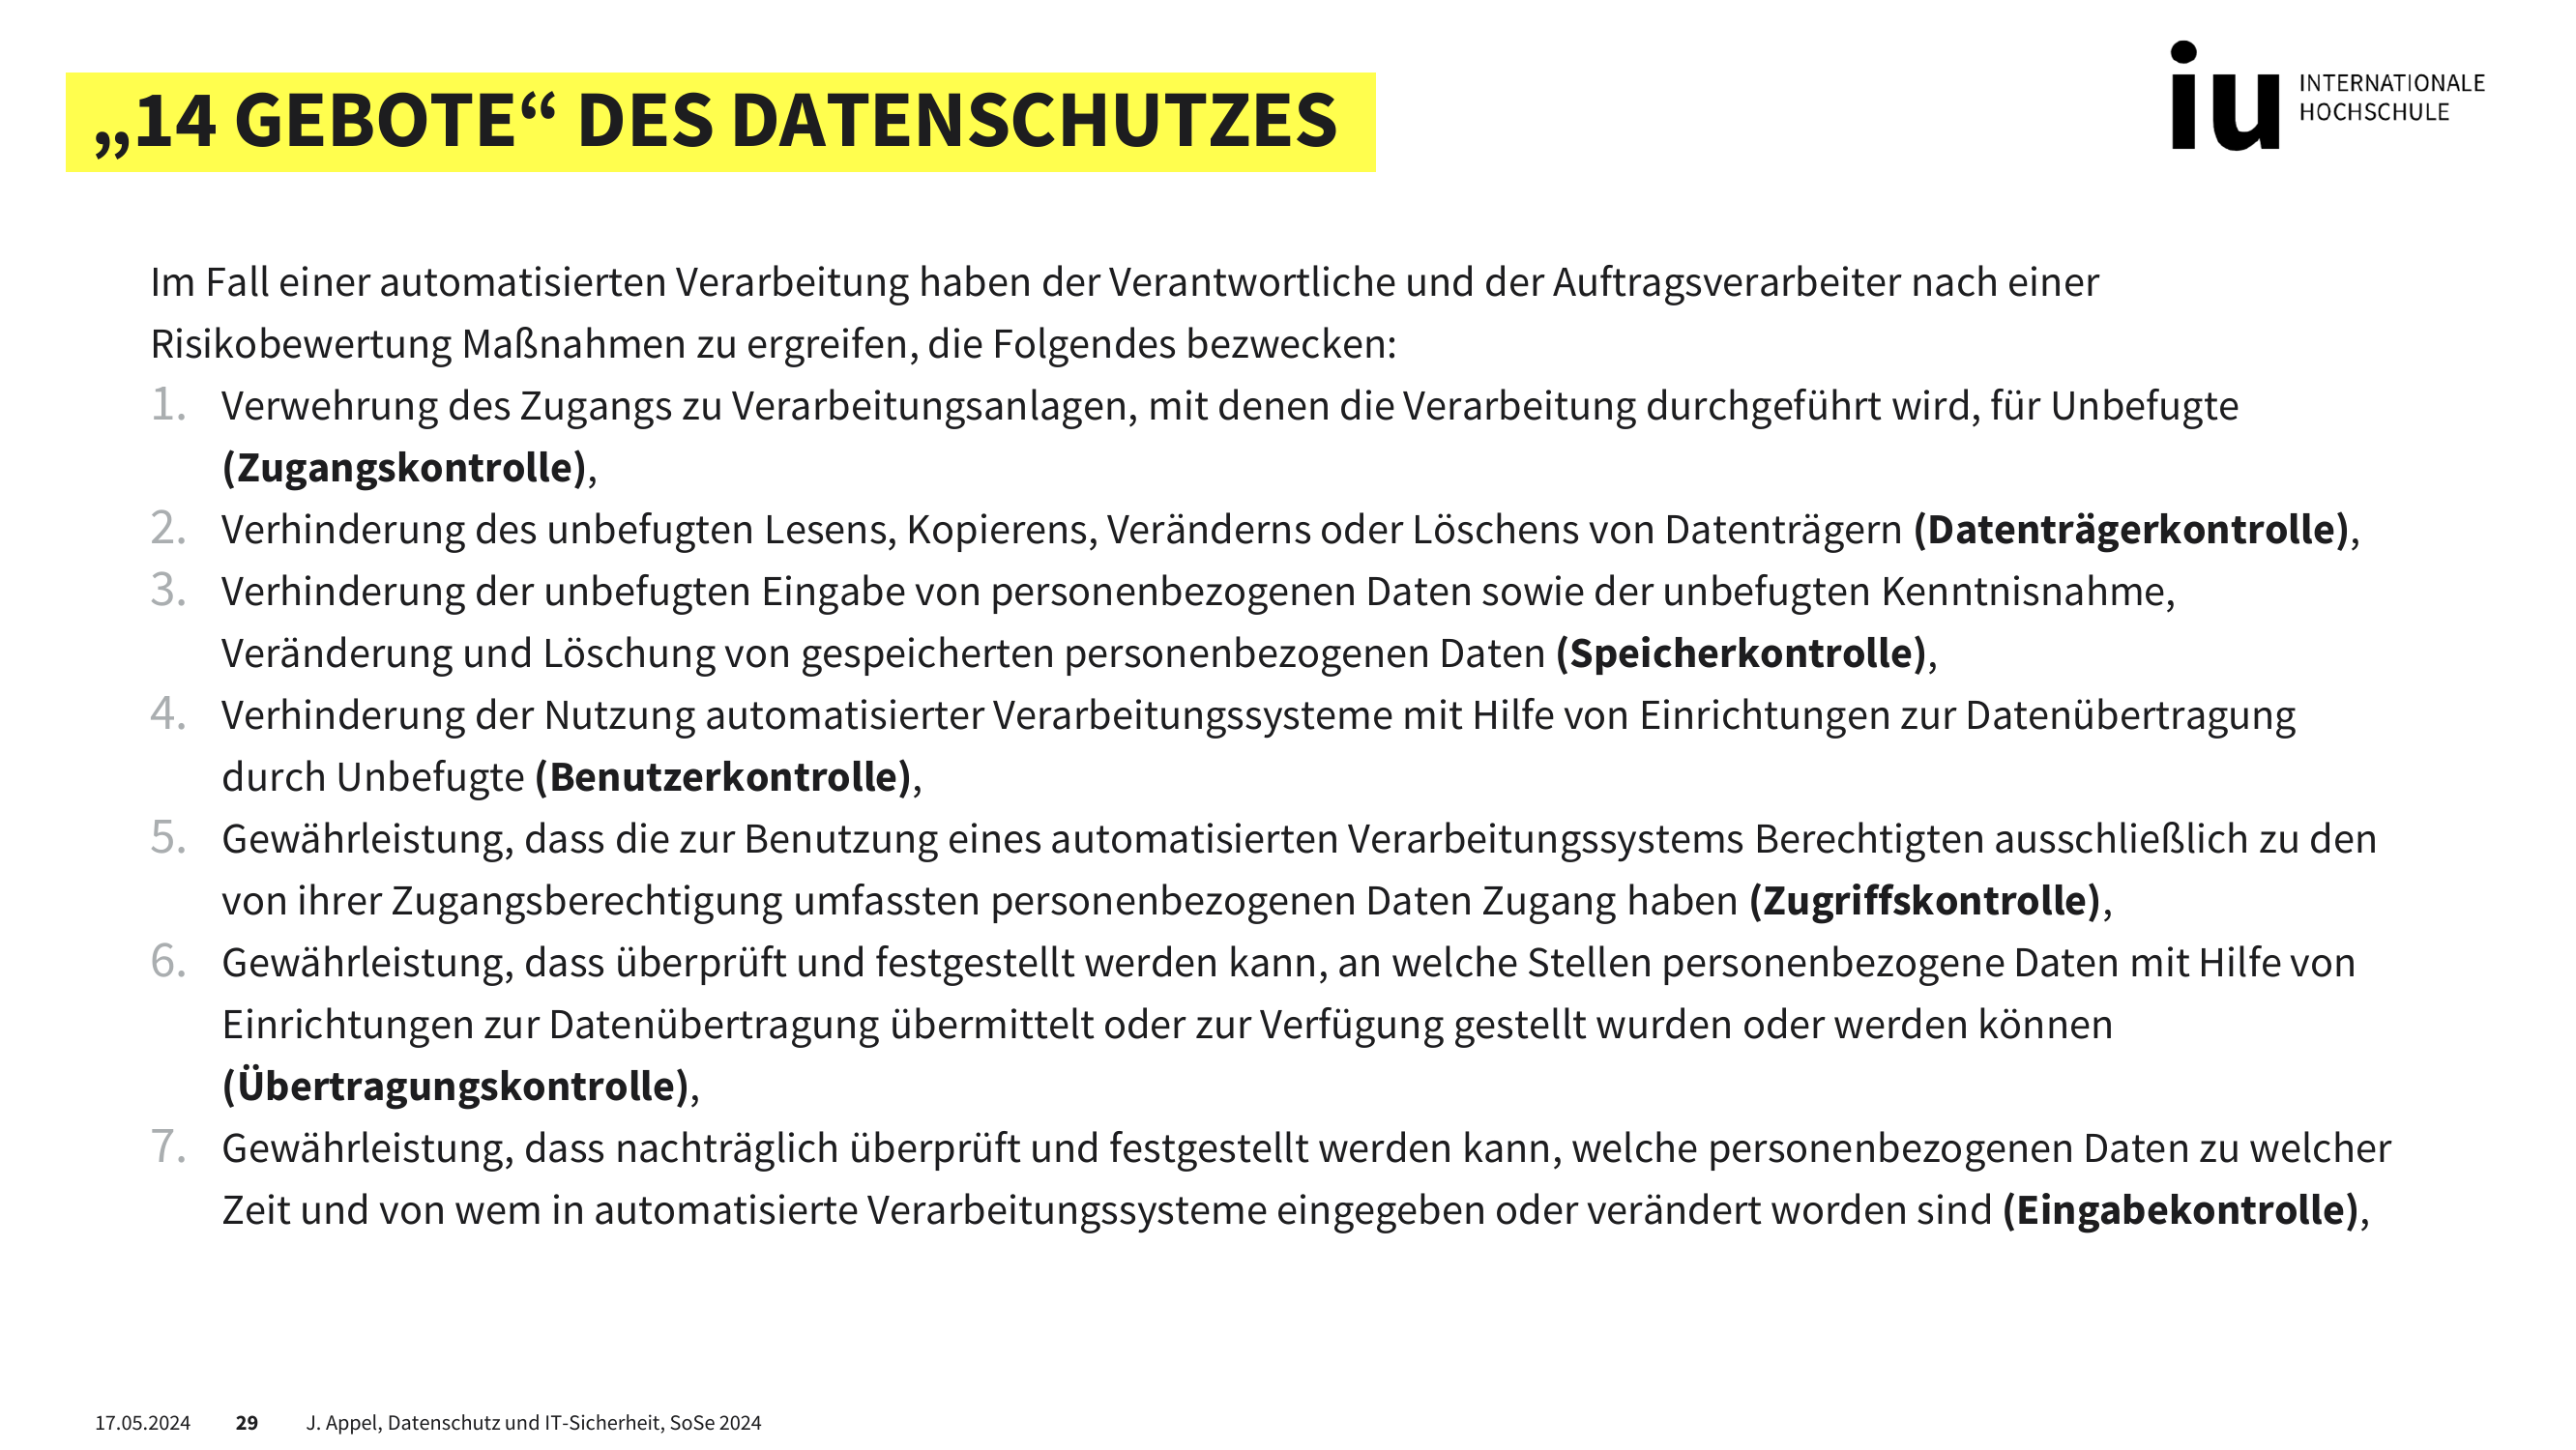 „14 GEBOTE“ DES DATENSCHUTZES
iu INTERNATIONALE
HOCHSCHULE
Im Fall einer automatisierten Verarbeitung haben der Verantwortliche und der Auftragsverarbeiter nach einer
Risikobewertung Maßnahmen zu ergreifen, die Folgendes bezwecken:
1. Verwehrung des Zugangs zu Verarbeitungsanlagen, mit denen die Verarbeitung durchgeführt wird, für Unbefugte
(Zugangskontrolle),
2. Verhinderung des unbefugten Lesens, Kopierens, Veränderns oder Löschens von Datenträgern (Datenträgerkontrolle),
3. Verhinderung der unbefugten Eingabe von personenbezogenen Daten sowie der unbefugten Kenntnisnahme,
Veränderung und Löschung von gespeicherten personenbezogenen Daten (Speicherkontrolle),
4. Verhinderung der Nutzung automatisierter Verarbeitungssysteme mit Hilfe von Einrichtungen zur Datenübertragung
durch Unbefugte (Benutzerkontrolle),
5. Gewährleistung, dass die zur Benutzung eines automatisierten Verarbeitungssystems Berechtigten ausschließlich zu den
von ihrer Zugangsberechtigung umfassten personenbezogenen Daten Zugang haben (Zugriffskontrolle),
6. Gewährleistung, dass überprüft und festgestellt werden kann, an welche Stellen personenbezogene Daten mit Hilfe von
Einrichtungen zur Datenübertragung übermittelt oder zur Verfügung gestellt wurden oder werden können
(Übertragungskontrolle),
7. Gewährleistung, dass nachträglich überprüft und festgestellt werden kann, welche personenbezogenen Daten zu welcher
Zeit und von wem in automatisierte Verarbeitungssysteme eingegeben oder verändert worden sind (Eingabekontrolle),
17.05.2024 29 J. Appel, Datenschutz und IT-Sicherheit, SoSe 2024